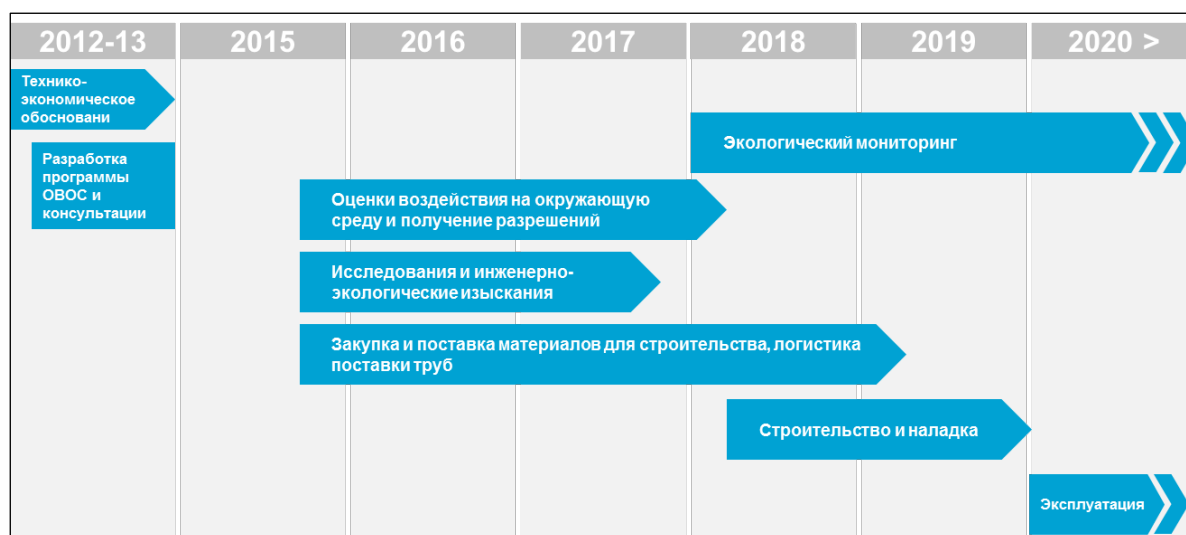 2012-13 2015 2016 2017 2018 2019 2020 >
Технико-
экономическое
обосновани
Экологический мониторинг
Разработка
программы
ОВОС и
консультации
Оценки воздействия на окружающую
среду и получение разрешений
Исследования и инженерно-
экологические изыскания
Закупка и поставка материалов для строительства, логистика
поставки труб
Строительство и наладка
Эксплуатация